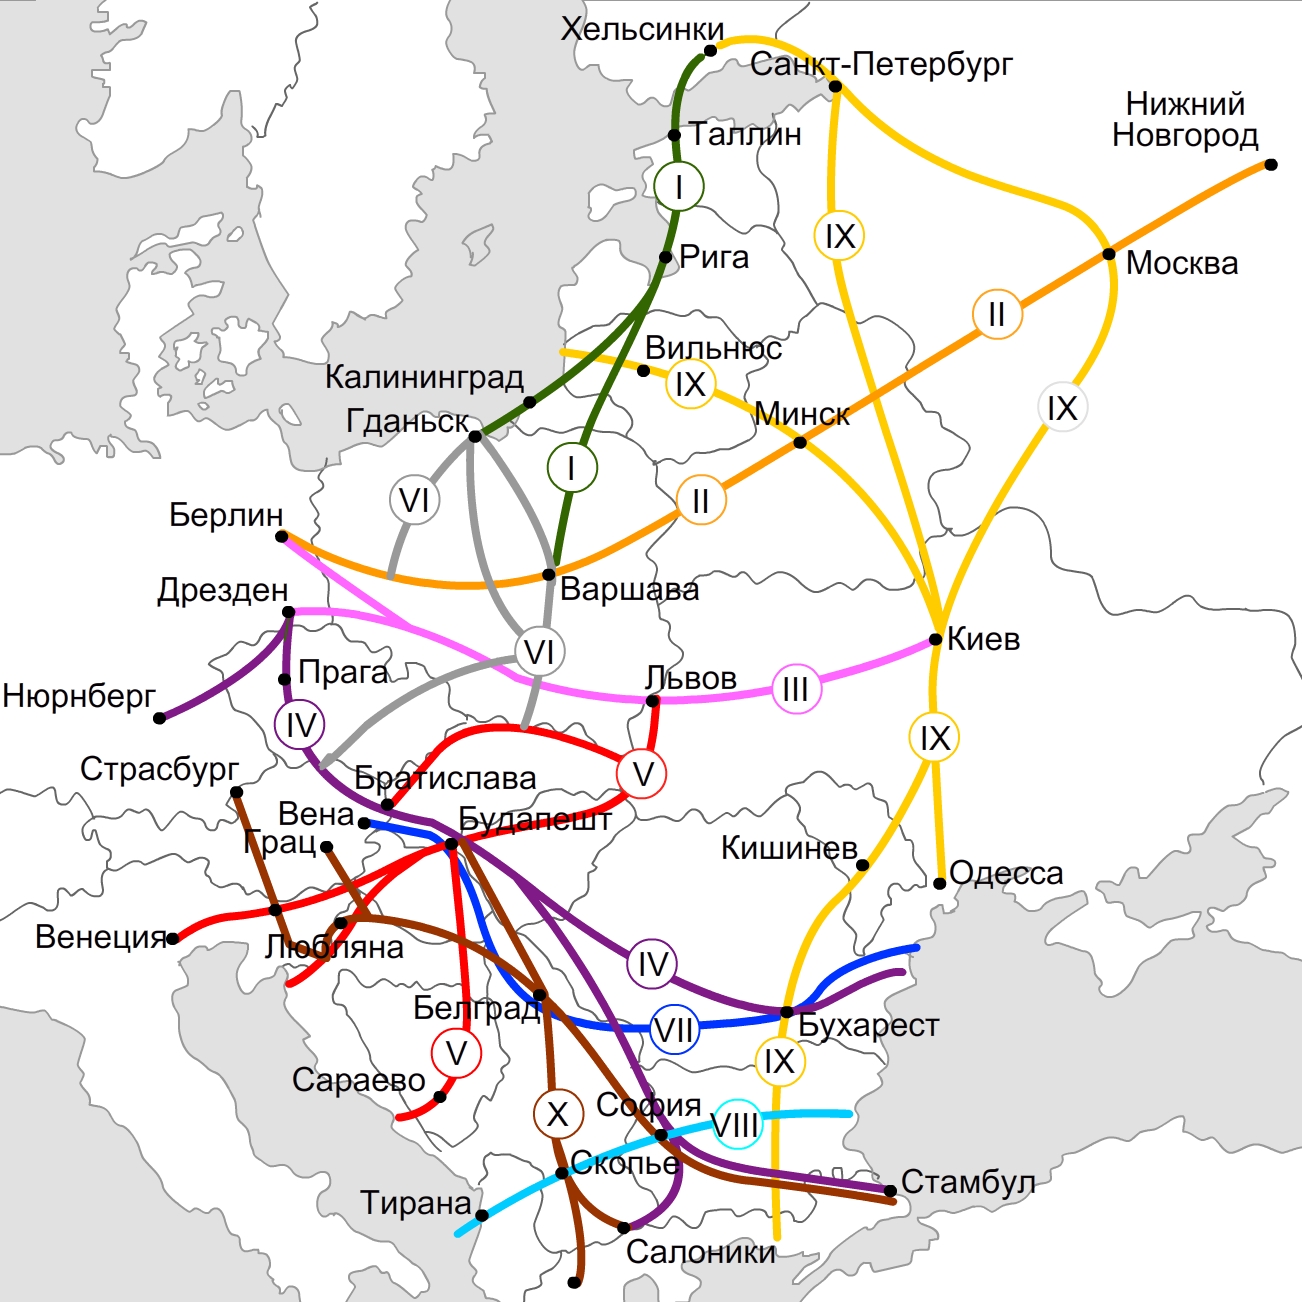 Хельсинки
Санкт-Петербург
Нижний
Новгород
Таллин
I
IX
Рига
Москва
II
Вильнюс
IX
Калининград
Минск
IX
Гданьск
I
VI
II
Берлин
Варшава
Дрезден
Киев
VI
Прага
Львов
III
Нюрнберг
IV
IX
Страсбург
Братислава
V
Вена
Будапешт
Грац
Кишинев
Одесса
Венеция
Любляна
IV
Белград
VII
Бухарест
V
IX
Сараево
X
София
VIII
Скопье
Стамбул
Тирана
Салоники